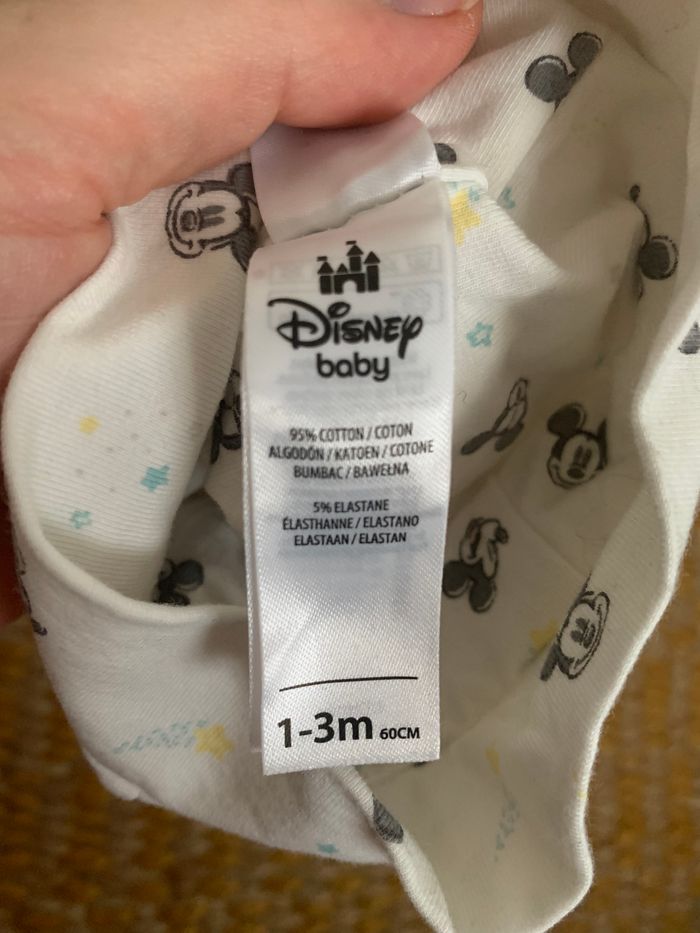 Disney
baby
95% COTTON / COTON
ALGODÓN / KATOEN / COTONE
BUMBAC / BAWEŁNA
5% ELASTANE
ÉLASTHANNE / ELASTANO
ELASTAAN / ELASTAN
1-3m 60CM